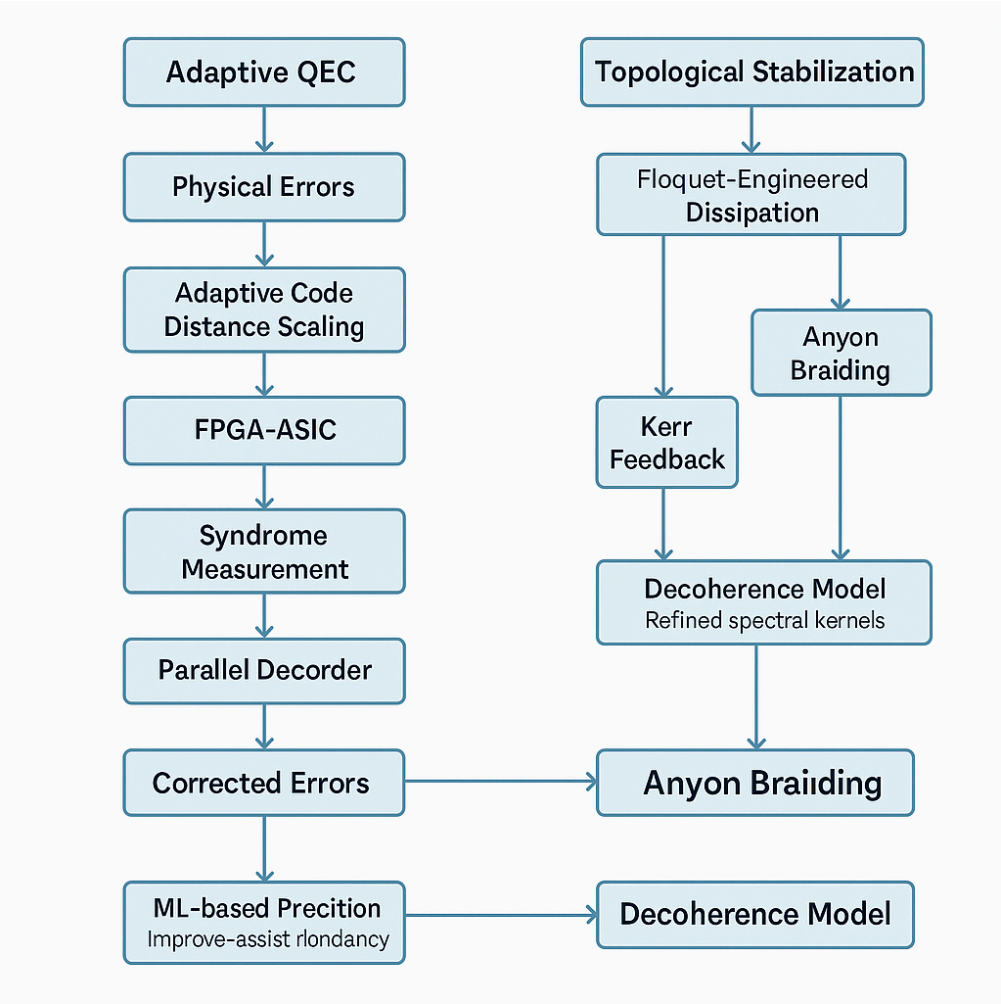 Adaptive QEC
Physical Errors
Adaptive Code
Distance Scaling
FPGA-ASIC
Syndrome
Measurement
Parallel Decorder
Corrected Errors
ML-based Precition
Improve-assist rlondancy
Topological Stabilization
Floquet-Engineered
Dissipation
Anyon
Braiding
Kerr
Feedback
Decoherence Model
Refined spectral kernels
Anyon Braiıding
Decoherence Model